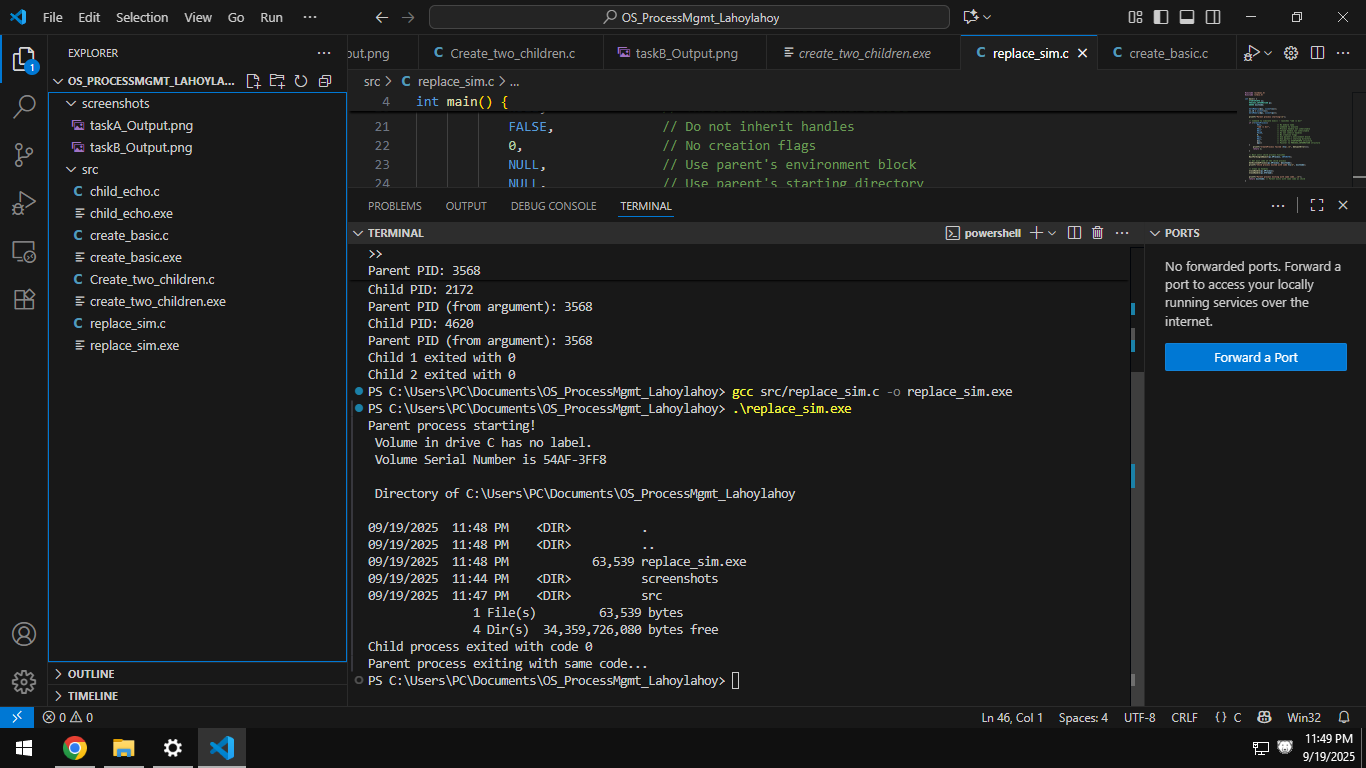 File Edit Selection View Go Run ··· OS_ProcessMgmt_Lahoylahoy
EXPLORER ···
OS_PROCESSMGMT_LAHOYLA...
screenshots
taskA_Output.png
taskB_Output.png
src
C child_echo.c
child_echo.exe
C create_basic.c
create_basic.exe
C Create_two_children.c
create_two_children.exe
C replace_sim.c
replace_sim.exe
OUTLINE
TIMELINE
1
put.png C Create_two_children.c taskB_Output.png create_two_children.exe C replace_sim.c C create_basic.c ···
src > C replace_sim.c > ...
4 int main() {
21 FALSE, // Do not inherit handles
22 0, // No creation flags
23 NULL, // Use parent's environment block
24 NULL, // Use parent's starting directory
PROBLEMS OUTPUT DEBUG CONSOLE TERMINAL ···
TERMINAL powershell ···
>>
Parent PID: 3568
Child PID: 2172
Parent PID (from argument): 3568
Child PID: 4620
Parent PID (from argument): 3568
Child 1 exited with 0
Child 2 exited with 0
PS C:\Users\PC\Documents\OS_ProcessMgmt_Lahoylahoy> gcc src/replace_sim.c -o replace_sim.exe
PS C:\Users\PC\Documents\OS_ProcessMgmt_Lahoylahoy> .\replace_sim.exe
Parent process starting!
Volume in drive C has no label.
Volume Serial Number is 54AF-3FF8
Directory of C:\Users\PC\Documents\OS_ProcessMgmt_Lahoylahoy
09/19/2025 11:48 PM <DIR> .
09/19/2025 11:48 PM <DIR> ..
09/19/2025 11:48 PM 63,539 replace_sim.exe
09/19/2025 11:44 PM <DIR> screenshots
09/19/2025 11:47 PM <DIR> src
1 File(s) 63,539 bytes
4 Dir(s) 34,359,726,080 bytes free
Child process exited with code 0
Parent process exiting with same code...
PS C:\Users\PC\Documents\OS_ProcessMgmt_Lahoylahoy>
PORTS
No forwarded ports. Forward a
port to access your locally
running services over the
internet.
Forward a Port
0 0 Ln 46, Col 1 Spaces: 4 UTF-8 CRLF {} C Win32
11:49 PM
9/19/2025